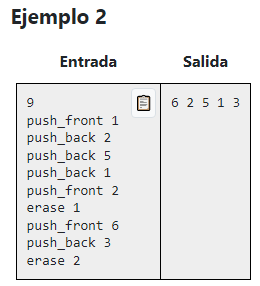 Ejemplo 2
Entrada Salida
9 6 2 5 1 3
push_front 1
push_back 2
push_back 5
push_back 1
push_front 2
erase 1
push_front 6
push_back 3
erase 2